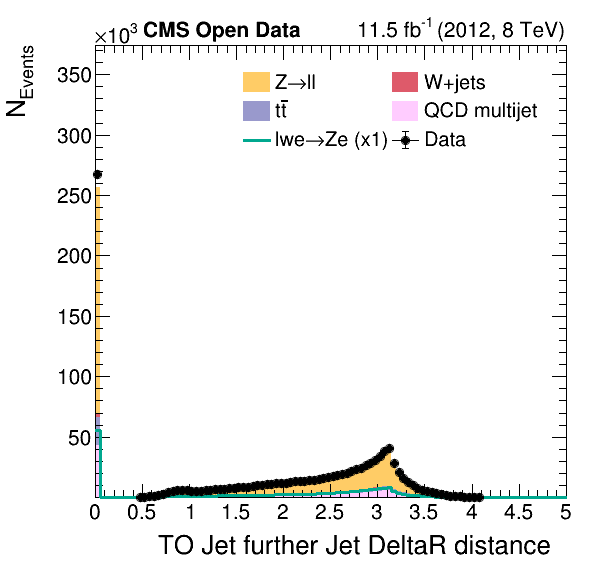 ×10³ CMS Open Data 11.5 fb⁻¹ (2012, 8 TeV)
N_Events
350
300
250
200
150
100
50
Z→ll W+jets
tt̄ QCD multijet
lwe→Ze (x1) Data
0 0.5 1 1.5 2 2.5 3 3.5 4 4.5 5
TO Jet further Jet DeltaR distance